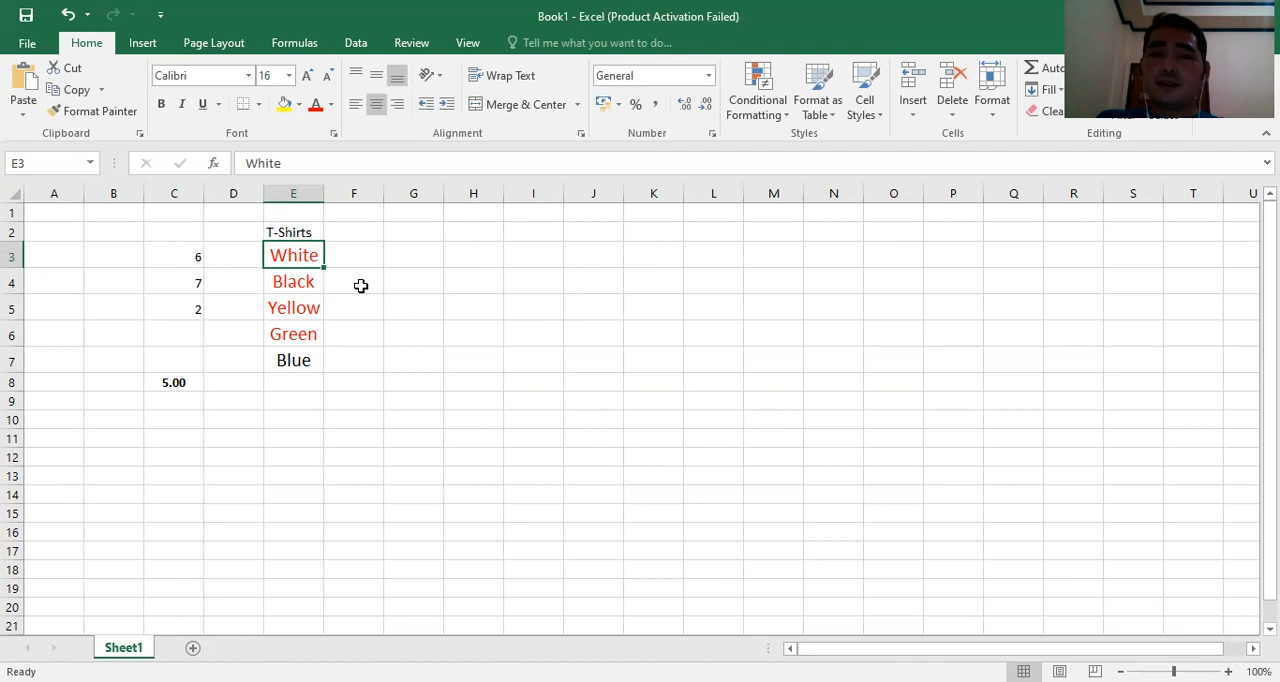 Book1 - Excel (Product Activation Failed)
File Home Insert Page Layout Formulas Data Review View Tell me what you want to do...
Paste
Cut
Copy
Format Painter
Clipboard
Calibri 16
B I U
Font
Wrap Text
Merge & Center
Alignment
General
%
Number
Conditional Formatting
Format as Table
Cell Styles
Styles
Insert
Delete
Format
Cells
Auto
Fill
Clea
Editing
E3 fx White
A B C D E F G H I J K L M N O P Q R S T U
1
2 T-Shirts
3 6 White
4 7 Black
5 2 Yellow
6 Green
7 Blue
8 5.00
9
10
11
12
13
14
15
16
17
18
19
20
21
Sheet1
Ready 100%